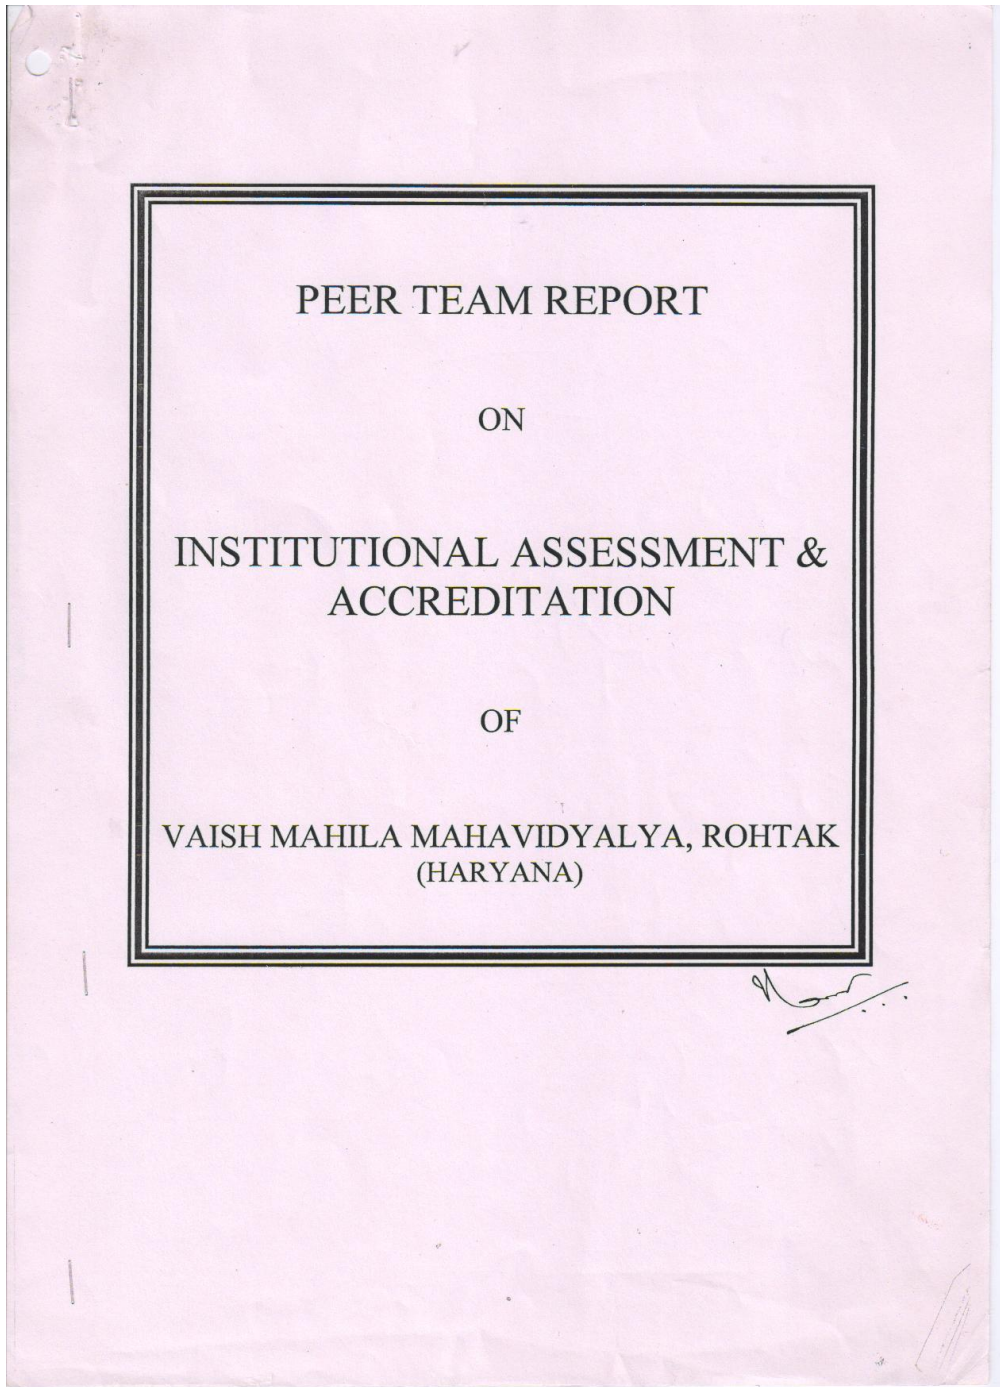 PEER TEAM REPORT
ON
INSTITUTIONAL ASSESSMENT &
ACCREDITATION
OF
VAISH MAHILA MAHAVIDYALYA, ROHTAK
(HARYANA)